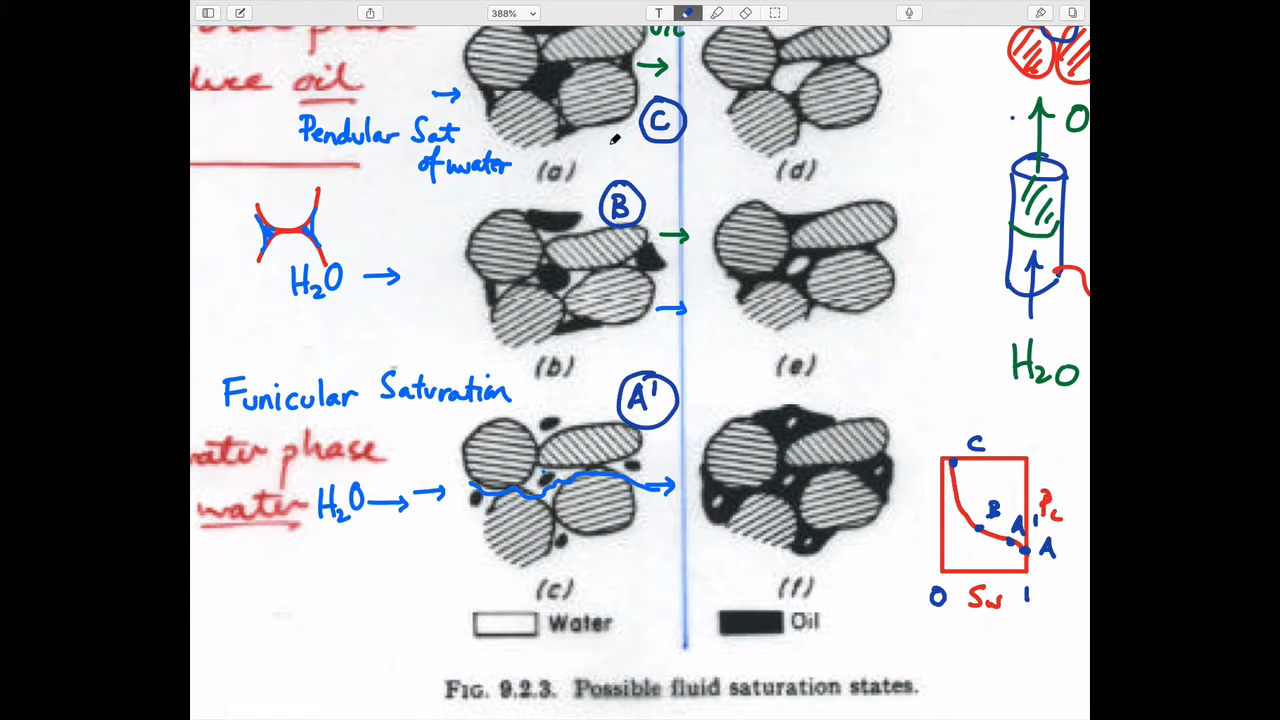 388%
T
oil
Pendular Sat
of water
C
O
(a)
(d)
B
H₂O
(b)
(e)
H₂O
Funicular Saturation
A'
water phase
water
H₂O
C
B
A'
A
Pc
0
Sw
1
(c)
(f)
Water
Oil
FIG. 9.2.3. Possible fluid saturation states.